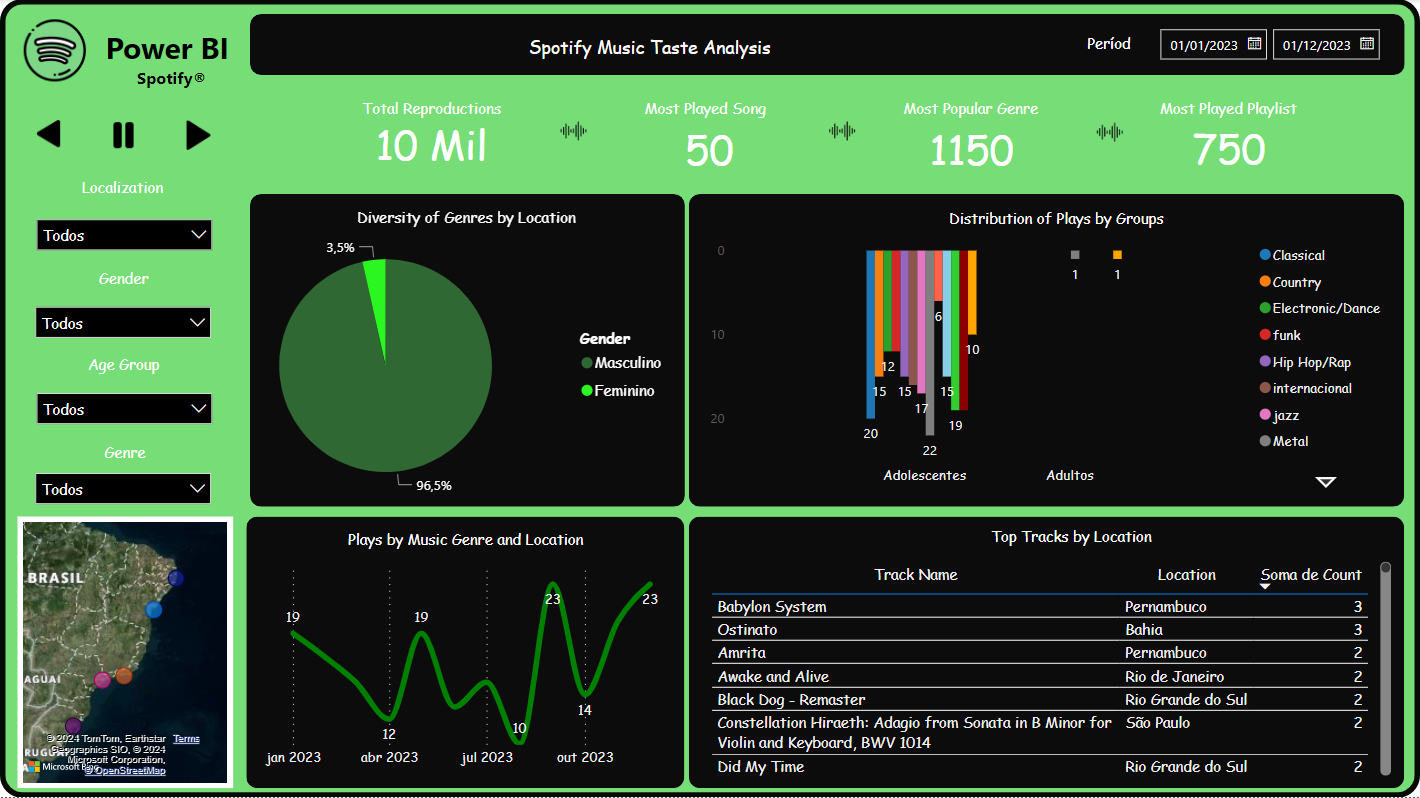 Power BI
Spotify®
Spotify Music Taste Analysis
Períod
01/01/2023
01/12/2023
Total Reproductions
10 Mil
Most Played Song
50
Most Popular Genre
1150
Most Played Playlist
750
Localization
Todos
Gender
Todos
Age Group
Todos
Genre
Todos
BRASIL
AGUAI
RUGUA
© 2024 TomTom, Earthstar
Geographics SIO, © 2024
Microsoft Corporation,
© OpenStreetMap
Terms
Microsoft
Diversity of Genres by Location
3,5%
96,5%
Gender
Masculino
Feminino
Distribution of Plays by Groups
0
10
20
20
15
12
15
17
22
6
15
19
10
1
1
Adolescentes
Adultos
Classical
Country
Electronic/Dance
funk
Hip Hop/Rap
internacional
jazz
Metal
Plays by Music Genre and Location
19
12
19
10
23
14
23
jan 2023
abr 2023
jul 2023
out 2023
Top Tracks by Location
Track Name Location Soma de Count
Babylon System Pernambuco 3
Ostinato Bahia 3
Amrita Pernambuco 2
Awake and Alive Rio de Janeiro 2
Black Dog - Remaster Rio Grande do Sul 2
Constellation Hiraeth: Adagio from Sonata in B Minor for São Paulo 2
Violin and Keyboard, BWV 1014
Did My Time Rio Grande do Sul 2